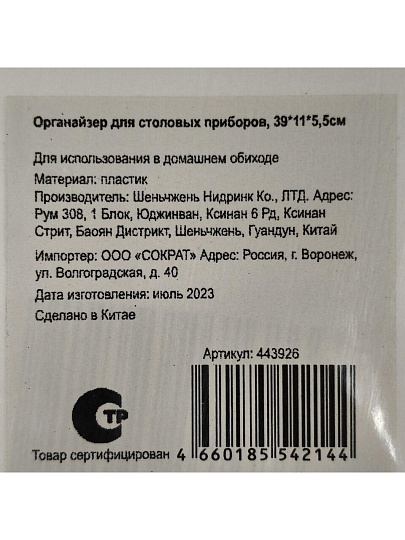 Органайзер для столовых приборов, 39*11*5,5см
Для использования в домашнем обиходе
Материал: пластик
Производитель: Шеньчжень Нидринк Ко., ЛТД. Адрес:
Рум 308, 1 Блок, Юджинван, Ксинан 6 Рд, Ксинан
Стрит, Баоян Дистрикт, Шеньчжень, Гуандун, Китай
Импортер: ООО «СОКРАТ» Адрес: Россия, г. Воронеж,
ул. Волгоградская, д. 40
Дата изготовления: июль 2023
Сделано в Китае
Артикул: 443926
СТР
Товар сертифицирован
4 660185 542144